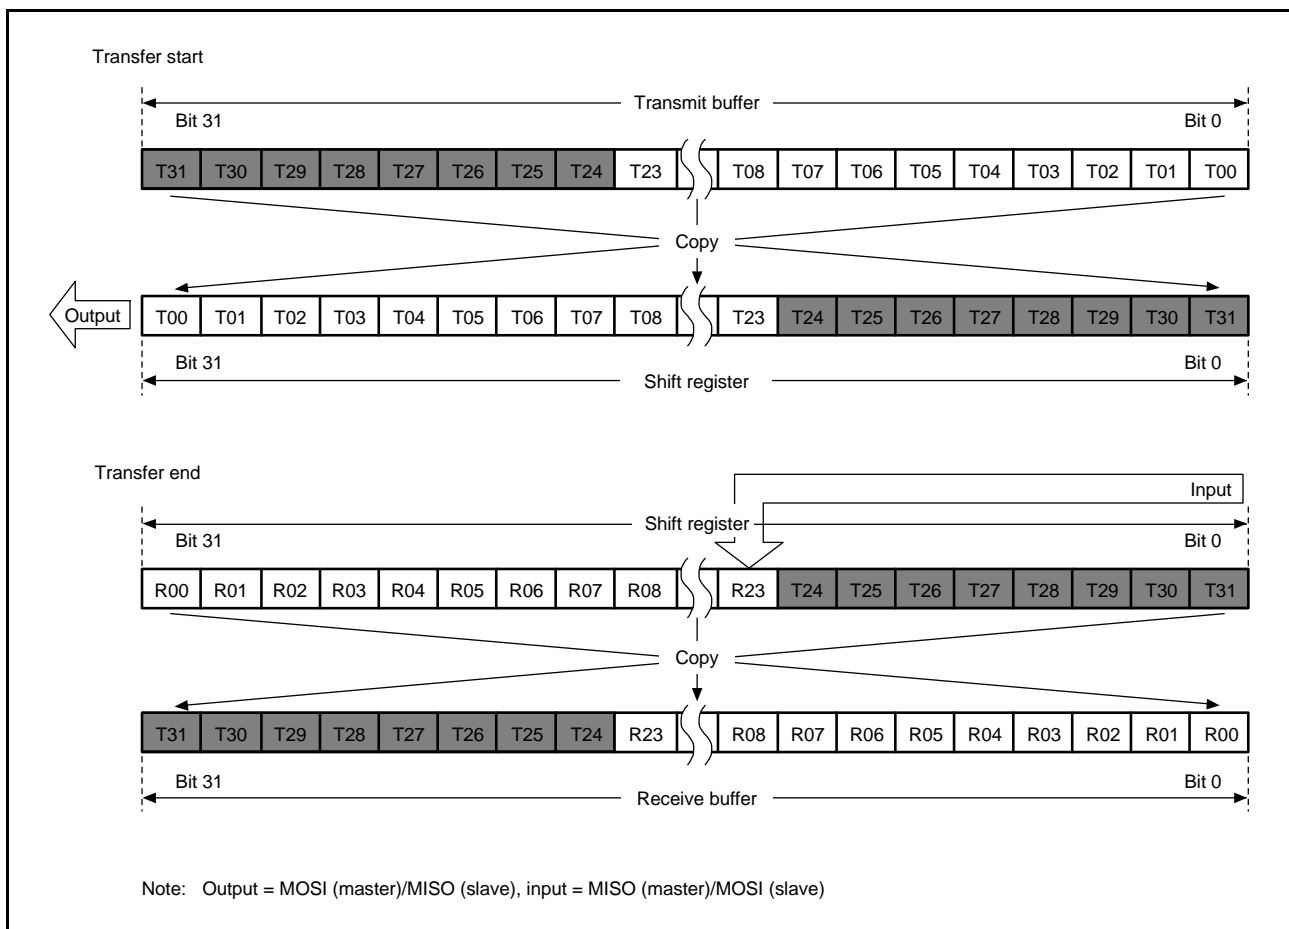 Transfer start
Transmit buffer
Bit 31 Bit 0
T31 T30 T29 T28 T27 T26 T25 T24 T23 T08 T07 T06 T05 T04 T03 T02 T01 T00
Copy
Output T00 T01 T02 T03 T04 T05 T06 T07 T08 T23 T24 T25 T26 T27 T28 T29 T30 T31
Bit 31 Bit 0
Shift register
Transfer end
Input
Shift register
Bit 31 Bit 0
R00 R01 R02 R03 R04 R05 R06 R07 R08 R23 T24 T25 T26 T27 T28 T29 T30 T31
Copy
T31 T30 T29 T28 T27 T26 T25 T24 R23 R08 R07 R06 R05 R04 R03 R02 R01 R00
Bit 31 Bit 0
Receive buffer
Note: Output = MOSI (master)/MISO (slave), input = MISO (master)/MOSI (slave)